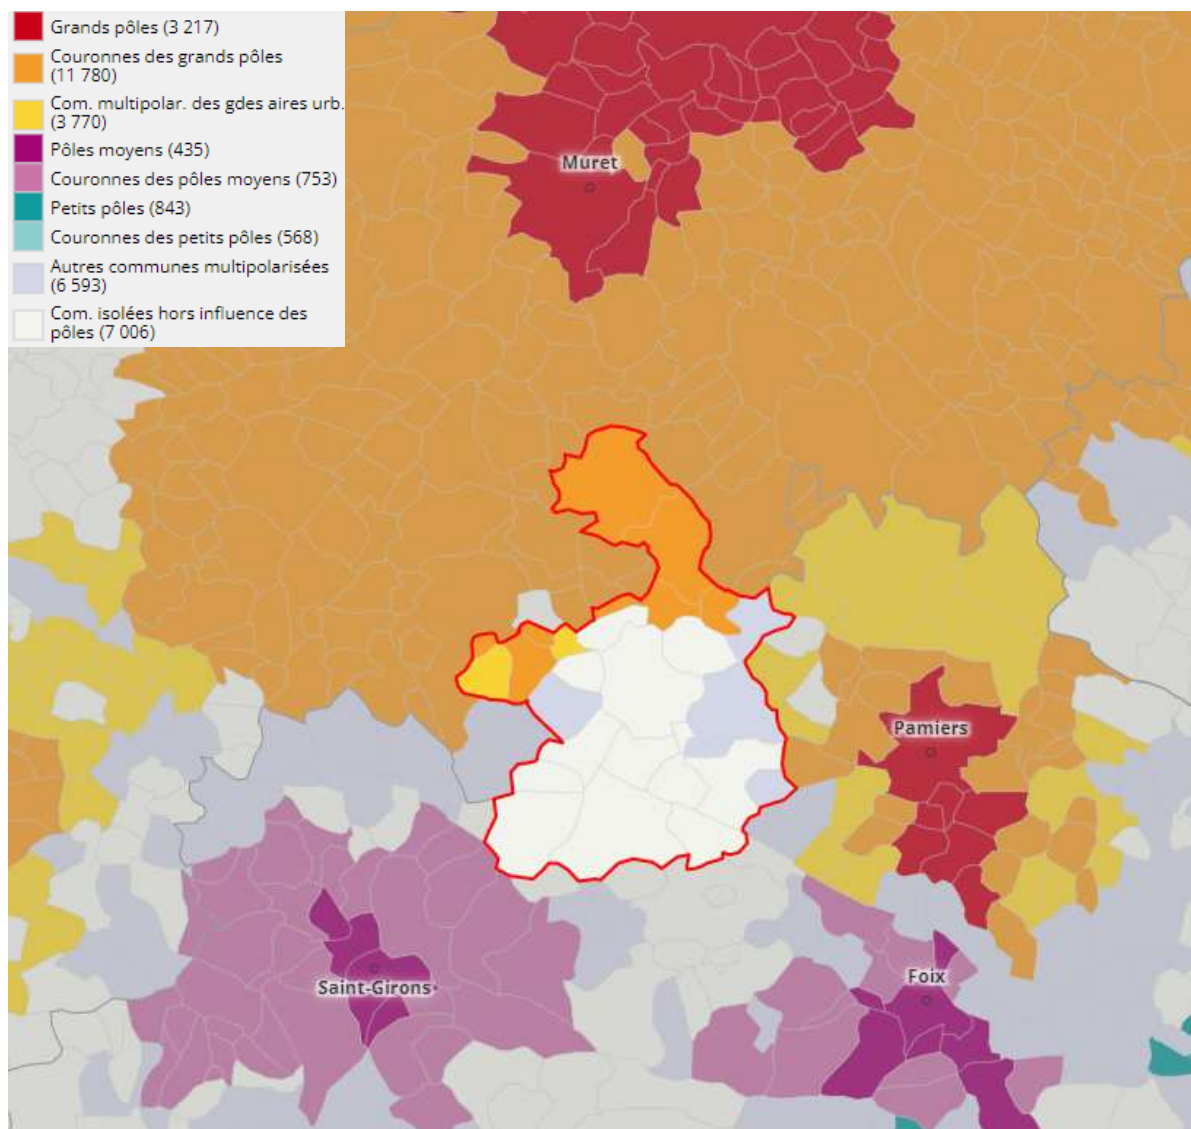 Grands pôles (3 217)
Couronnes des grands pôles
(11 780)
Com. multipolar. des gdes aires urb.
(3 770)
Pôles moyens (435)
Couronnes des pôles moyens (753)
Petits pôles (843)
Couronnes des petits pôles (568)
Autres communes multipolarisées
(6 593)
Com. isolées hors influence des
pôles (7 006)
Muret
Pamiers
Foix
Saint-Girons